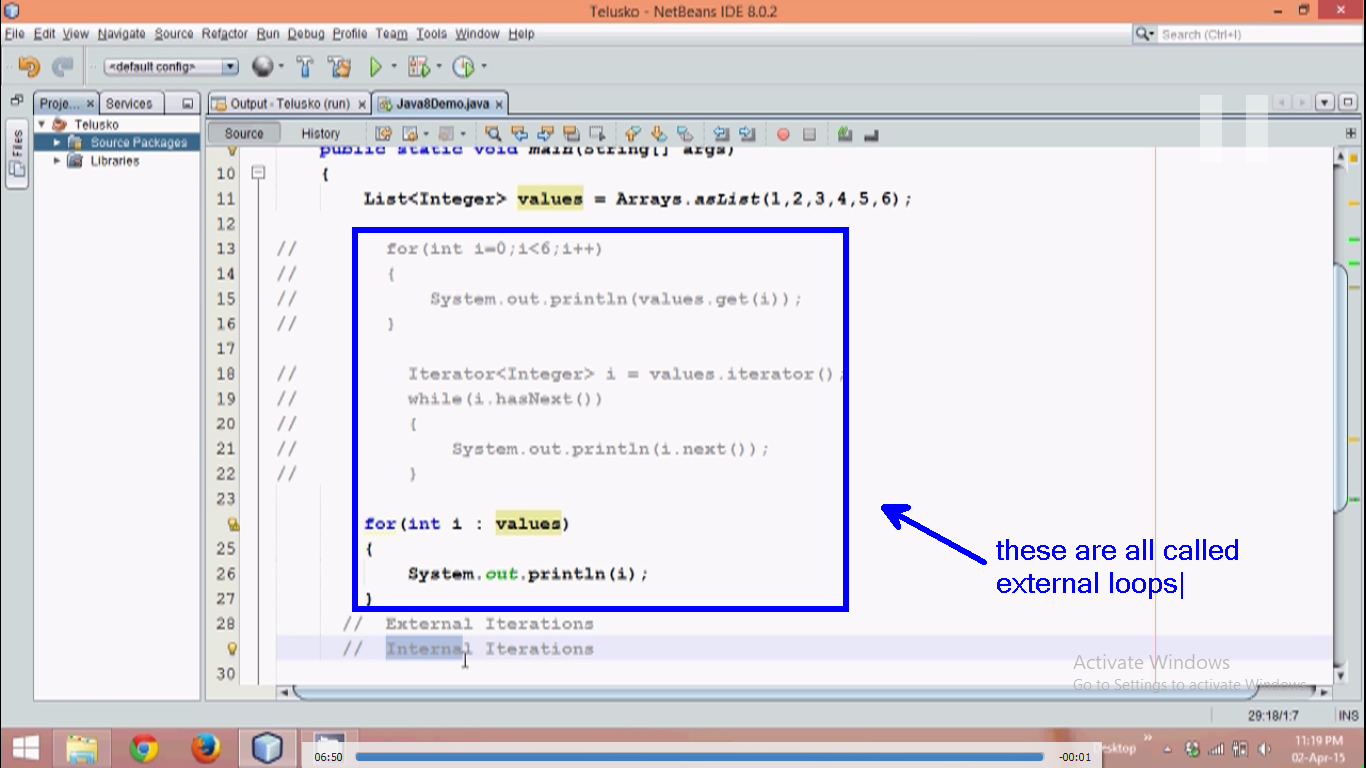 Telusko - NetBeans IDE 8.0.2
File Edit View Navigate Source Refactor Run Debug Profile Team Tools Window Help
Search (Ctrl+I)
<default config>
Proje... × Services
Output - Telusko (run) × Java8Demo.java ×
Files
Telusko
Source Packages
Libraries
Source History
public static void main(String[] args)
10 {
11 List<Integer> values = Arrays.asList(1,2,3,4,5,6);
12
13 // for(int i=0;i<6;i++)
14 // {
15 // System.out.println(values.get(i));
16 // }
17
18 // Iterator<Integer> i = values.iterator();
19 // while(i.hasNext())
20 // {
21 // System.out.println(i.next());
22 // }
23
for(int i : values)
25 {
26 System.out.println(i);
27 }
28 // External Iterations
// Internal Iterations
30
these are all called
external loops|
Activate Windows
Go to Settings to activate Windows.
29:18/1:7 INS
06:50
-00:01
Desktop
11:19 PM
02-Apr-15